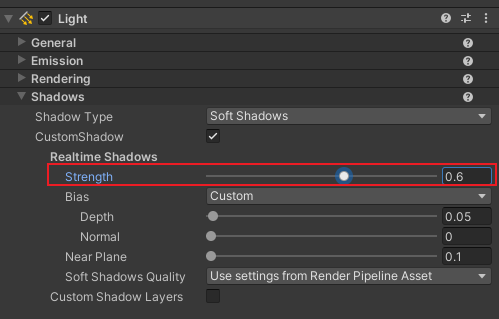 Light
General
Emission
Rendering
Shadows
Shadow Type Soft Shadows
CustomShadow
Realtime Shadows
Strength 0.6
Bias Custom
Depth 0.05
Normal 0
Near Plane 0.1
Soft Shadows Quality Use settings from Render Pipeline Asset
Custom Shadow Layers